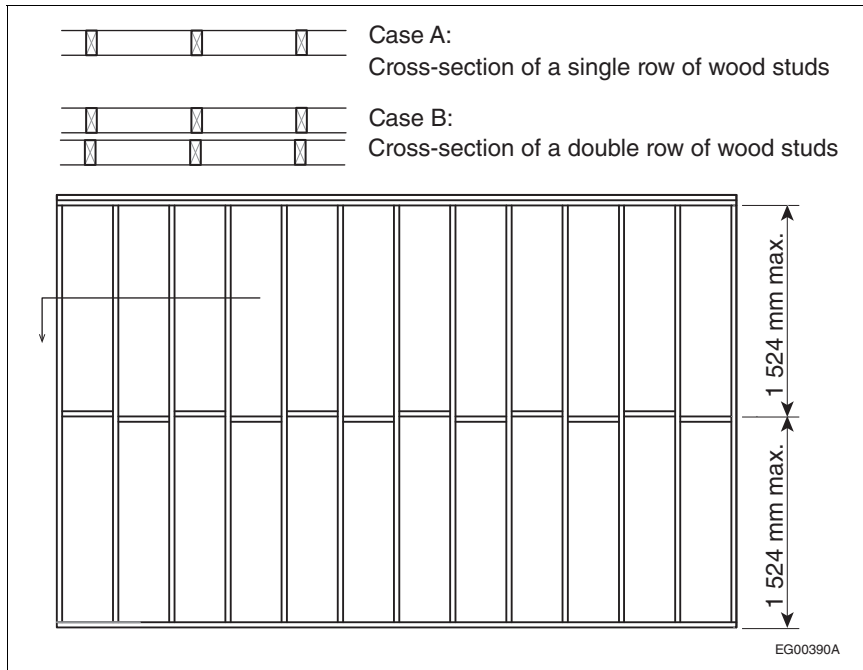 Case A:
Cross-section of a single row of wood studs
Case B:
Cross-section of a double row of wood studs
1 524 mm max.
1 524 mm max.
EG00390A